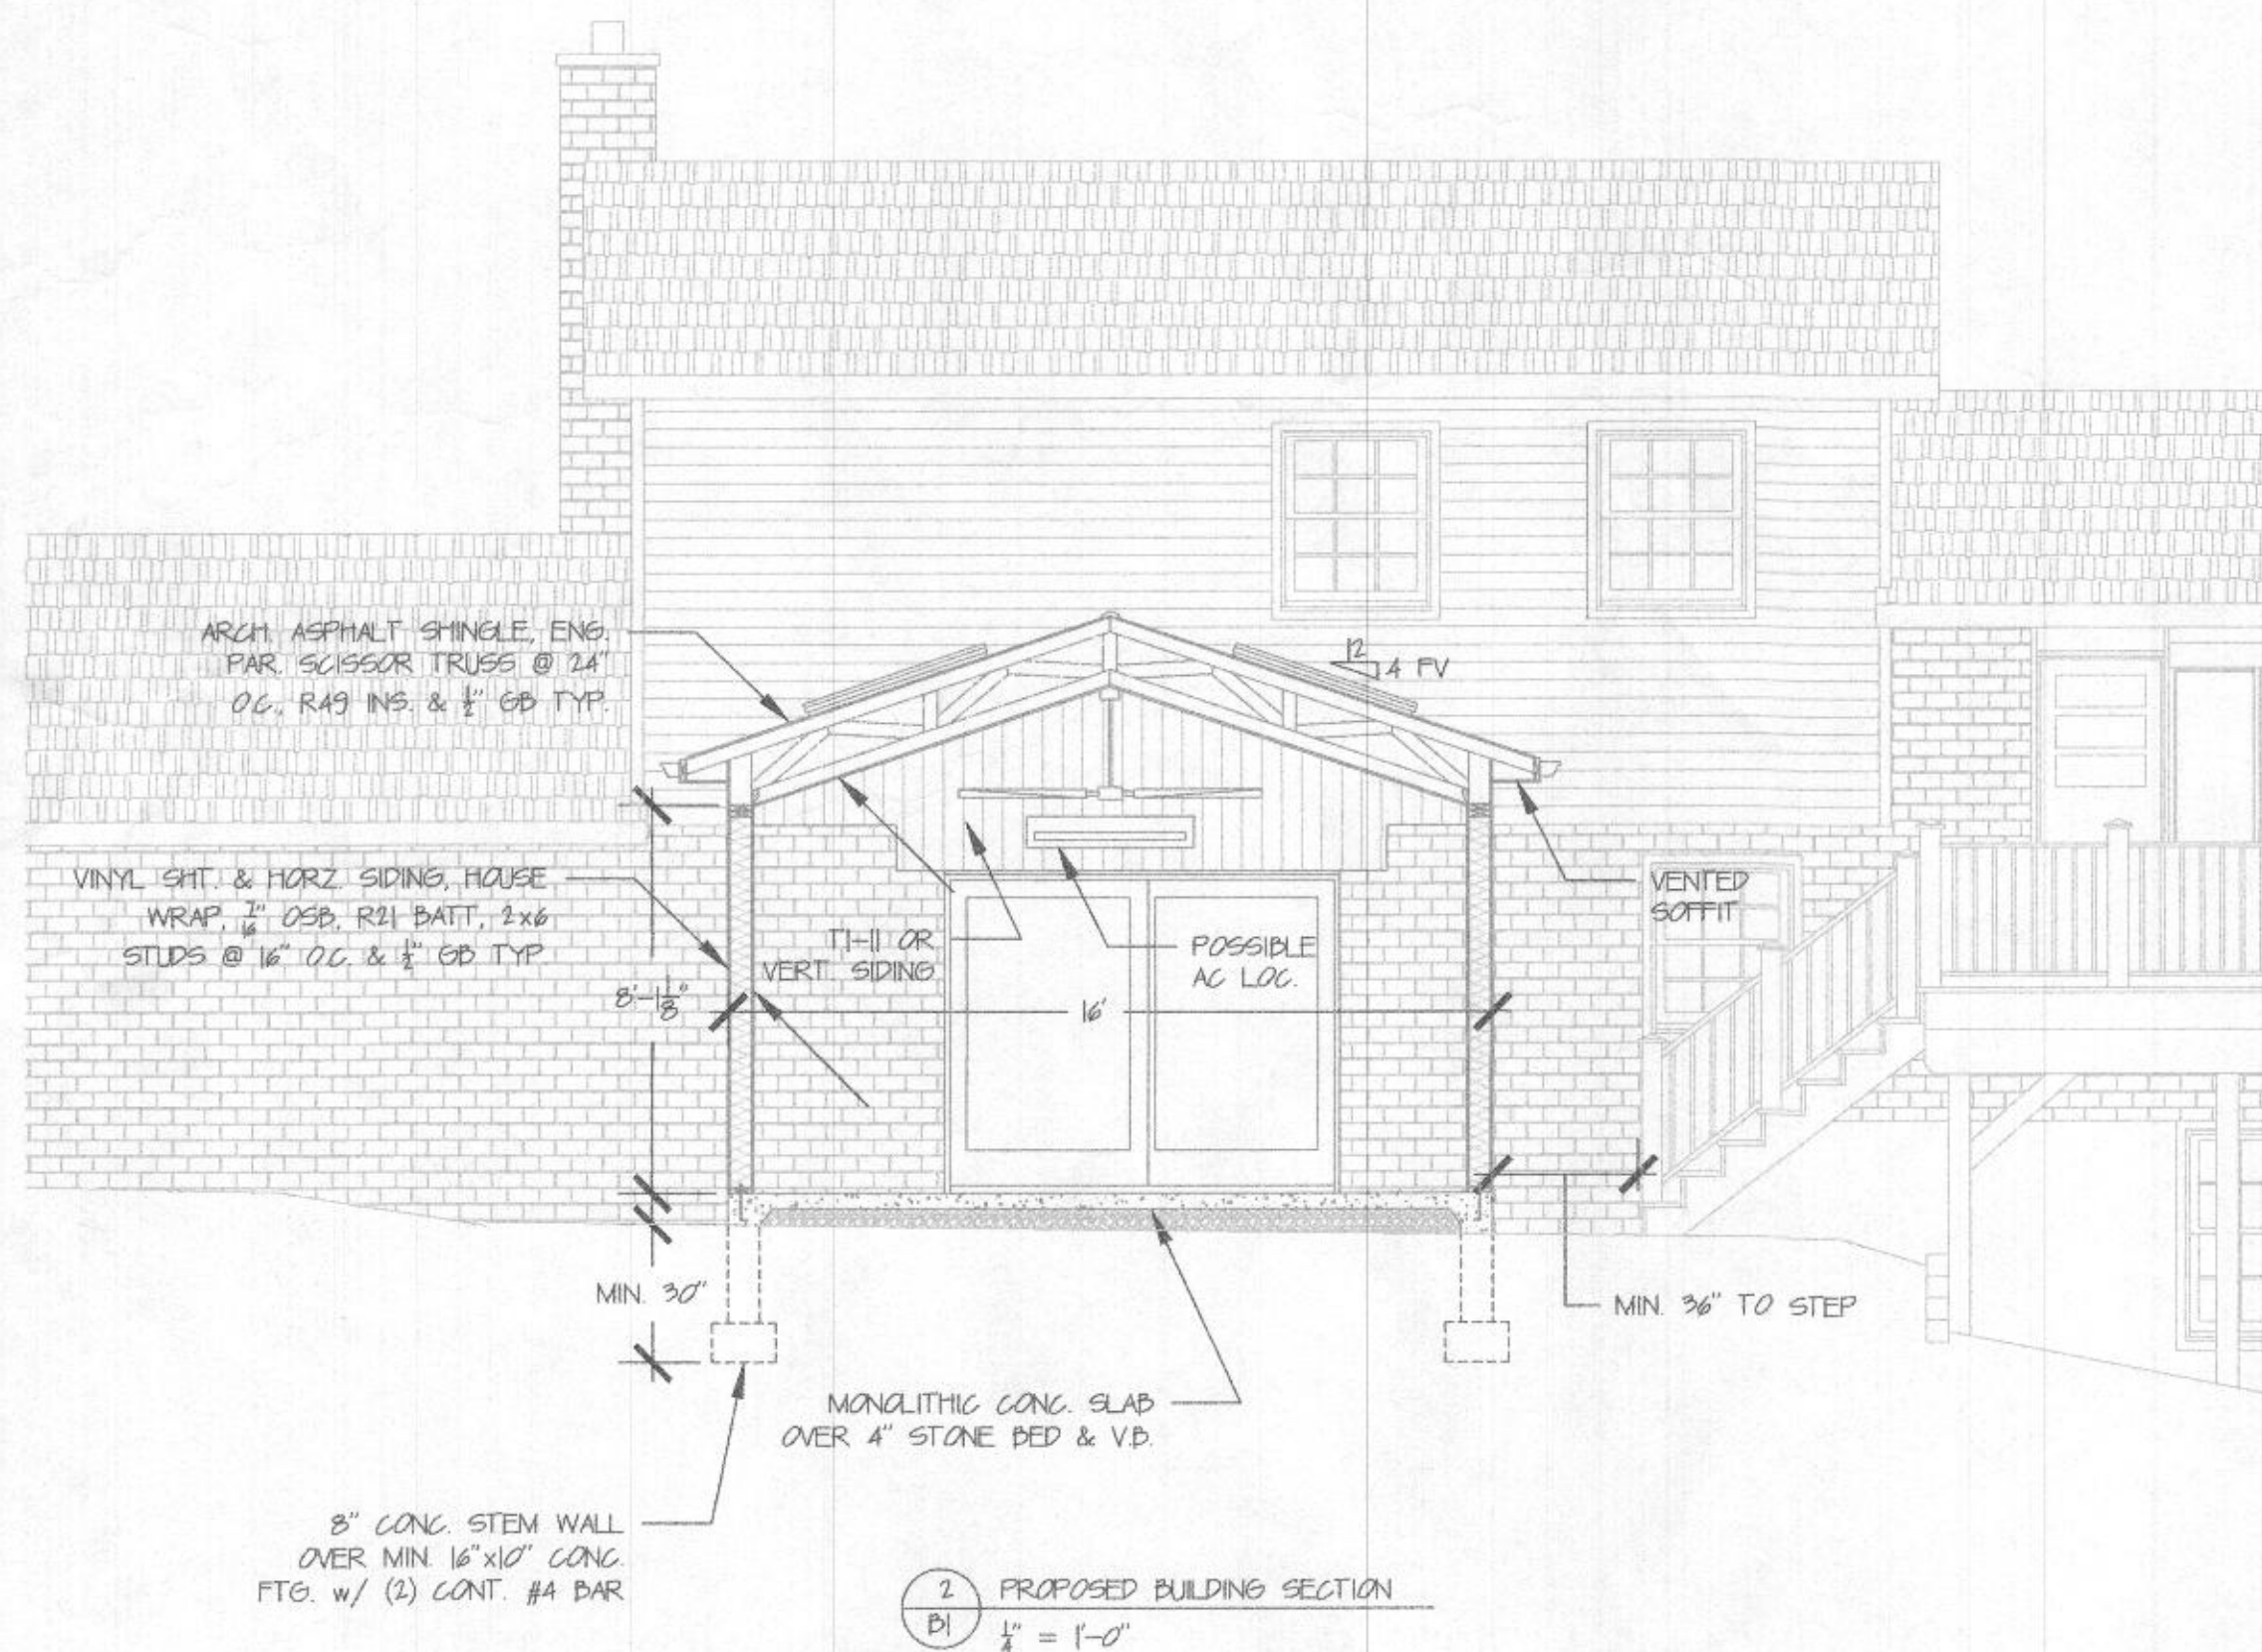 ARCH. ASPHALT SHINGLE, ENG.
PAR. SCISSOR TRUSS @ 24"
O.C., R49 INS. & ½" GB TYP.
12
4 FV
VINYL SHT. & HORZ. SIDING, HOUSE
WRAP, 7/16" OSB, R21 BATT, 2x6
STUDS @ 16" O.C. & ½" GB TYP.
T1-11 OR
VERT. SIDING
POSSIBLE
AC LOC.
VENTED
SOFFIT
8'-1⅛"
16'
MIN. 30"
MIN. 36" TO STEP
MONOLITHIC CONC. SLAB
OVER 4" STONE BED & V.B.
8" CONC. STEM WALL
OVER MIN. 16"x10" CONC.
FTG. w/ (2) CONT. #4 BAR
2
B1
PROPOSED BUILDING SECTION
¼" = 1'-0"